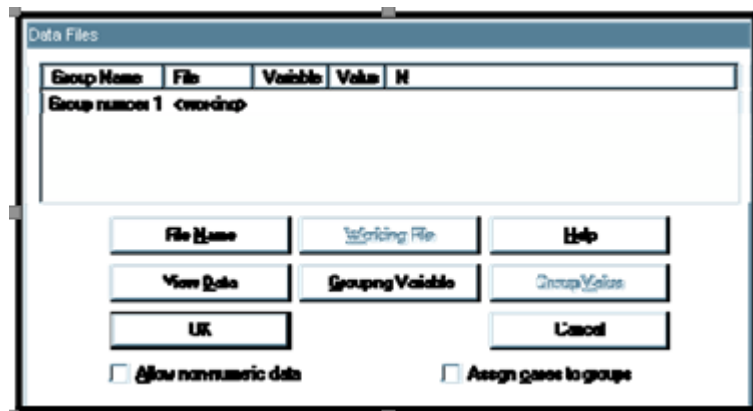 Data Files
Group Name File Variable Value N
Group number 1 <working>
File Name Working File Help
View Data Grouping Variable Group Value
OK Cancel
Allow non-numeric data Assign cases to groups